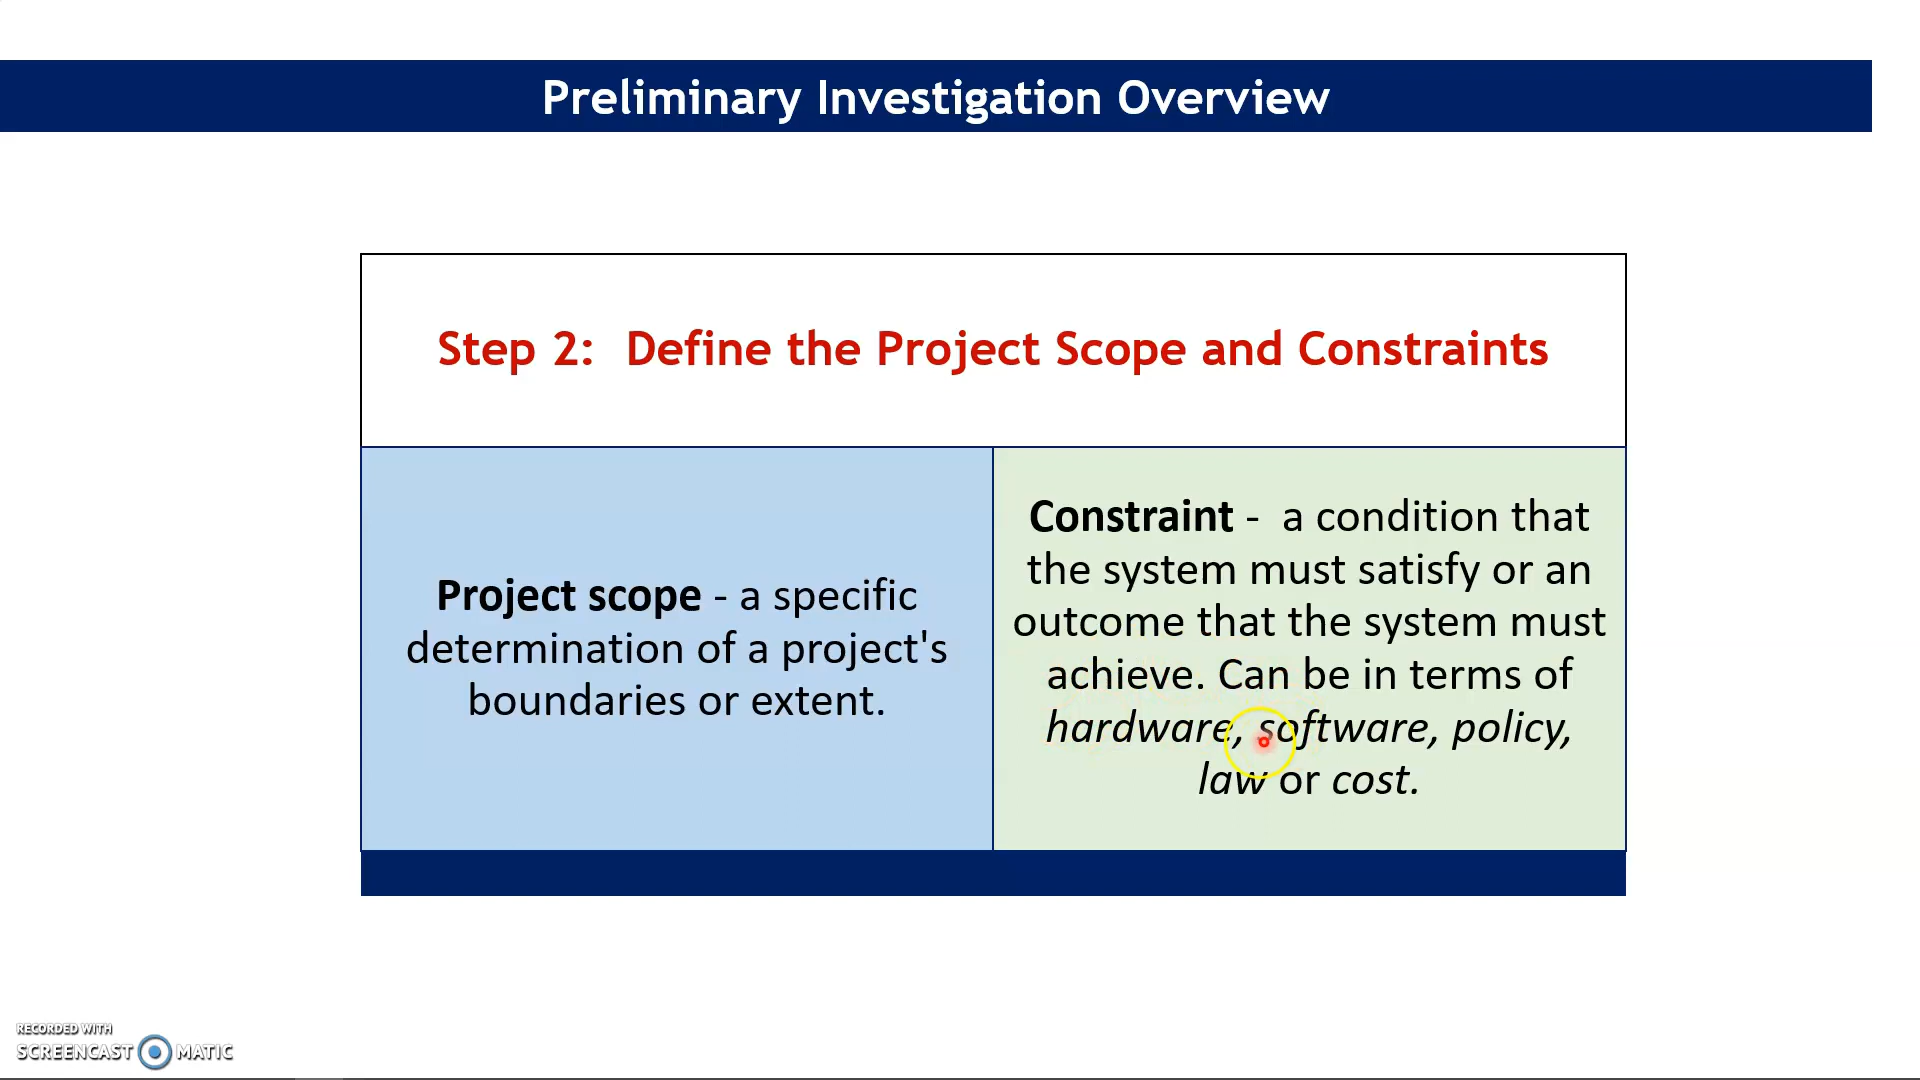 Preliminary Investigation Overview
Step 2:  Define the Project Scope and Constraints
Project scope - a specific
determination of a project's
boundaries or extent.
Constraint -  a condition that
the system must satisfy or an
outcome that the system must
achieve. Can be in terms of
hardware, software, policy,
law or cost.
RECORDED WITH
SCREENCAST MATIC